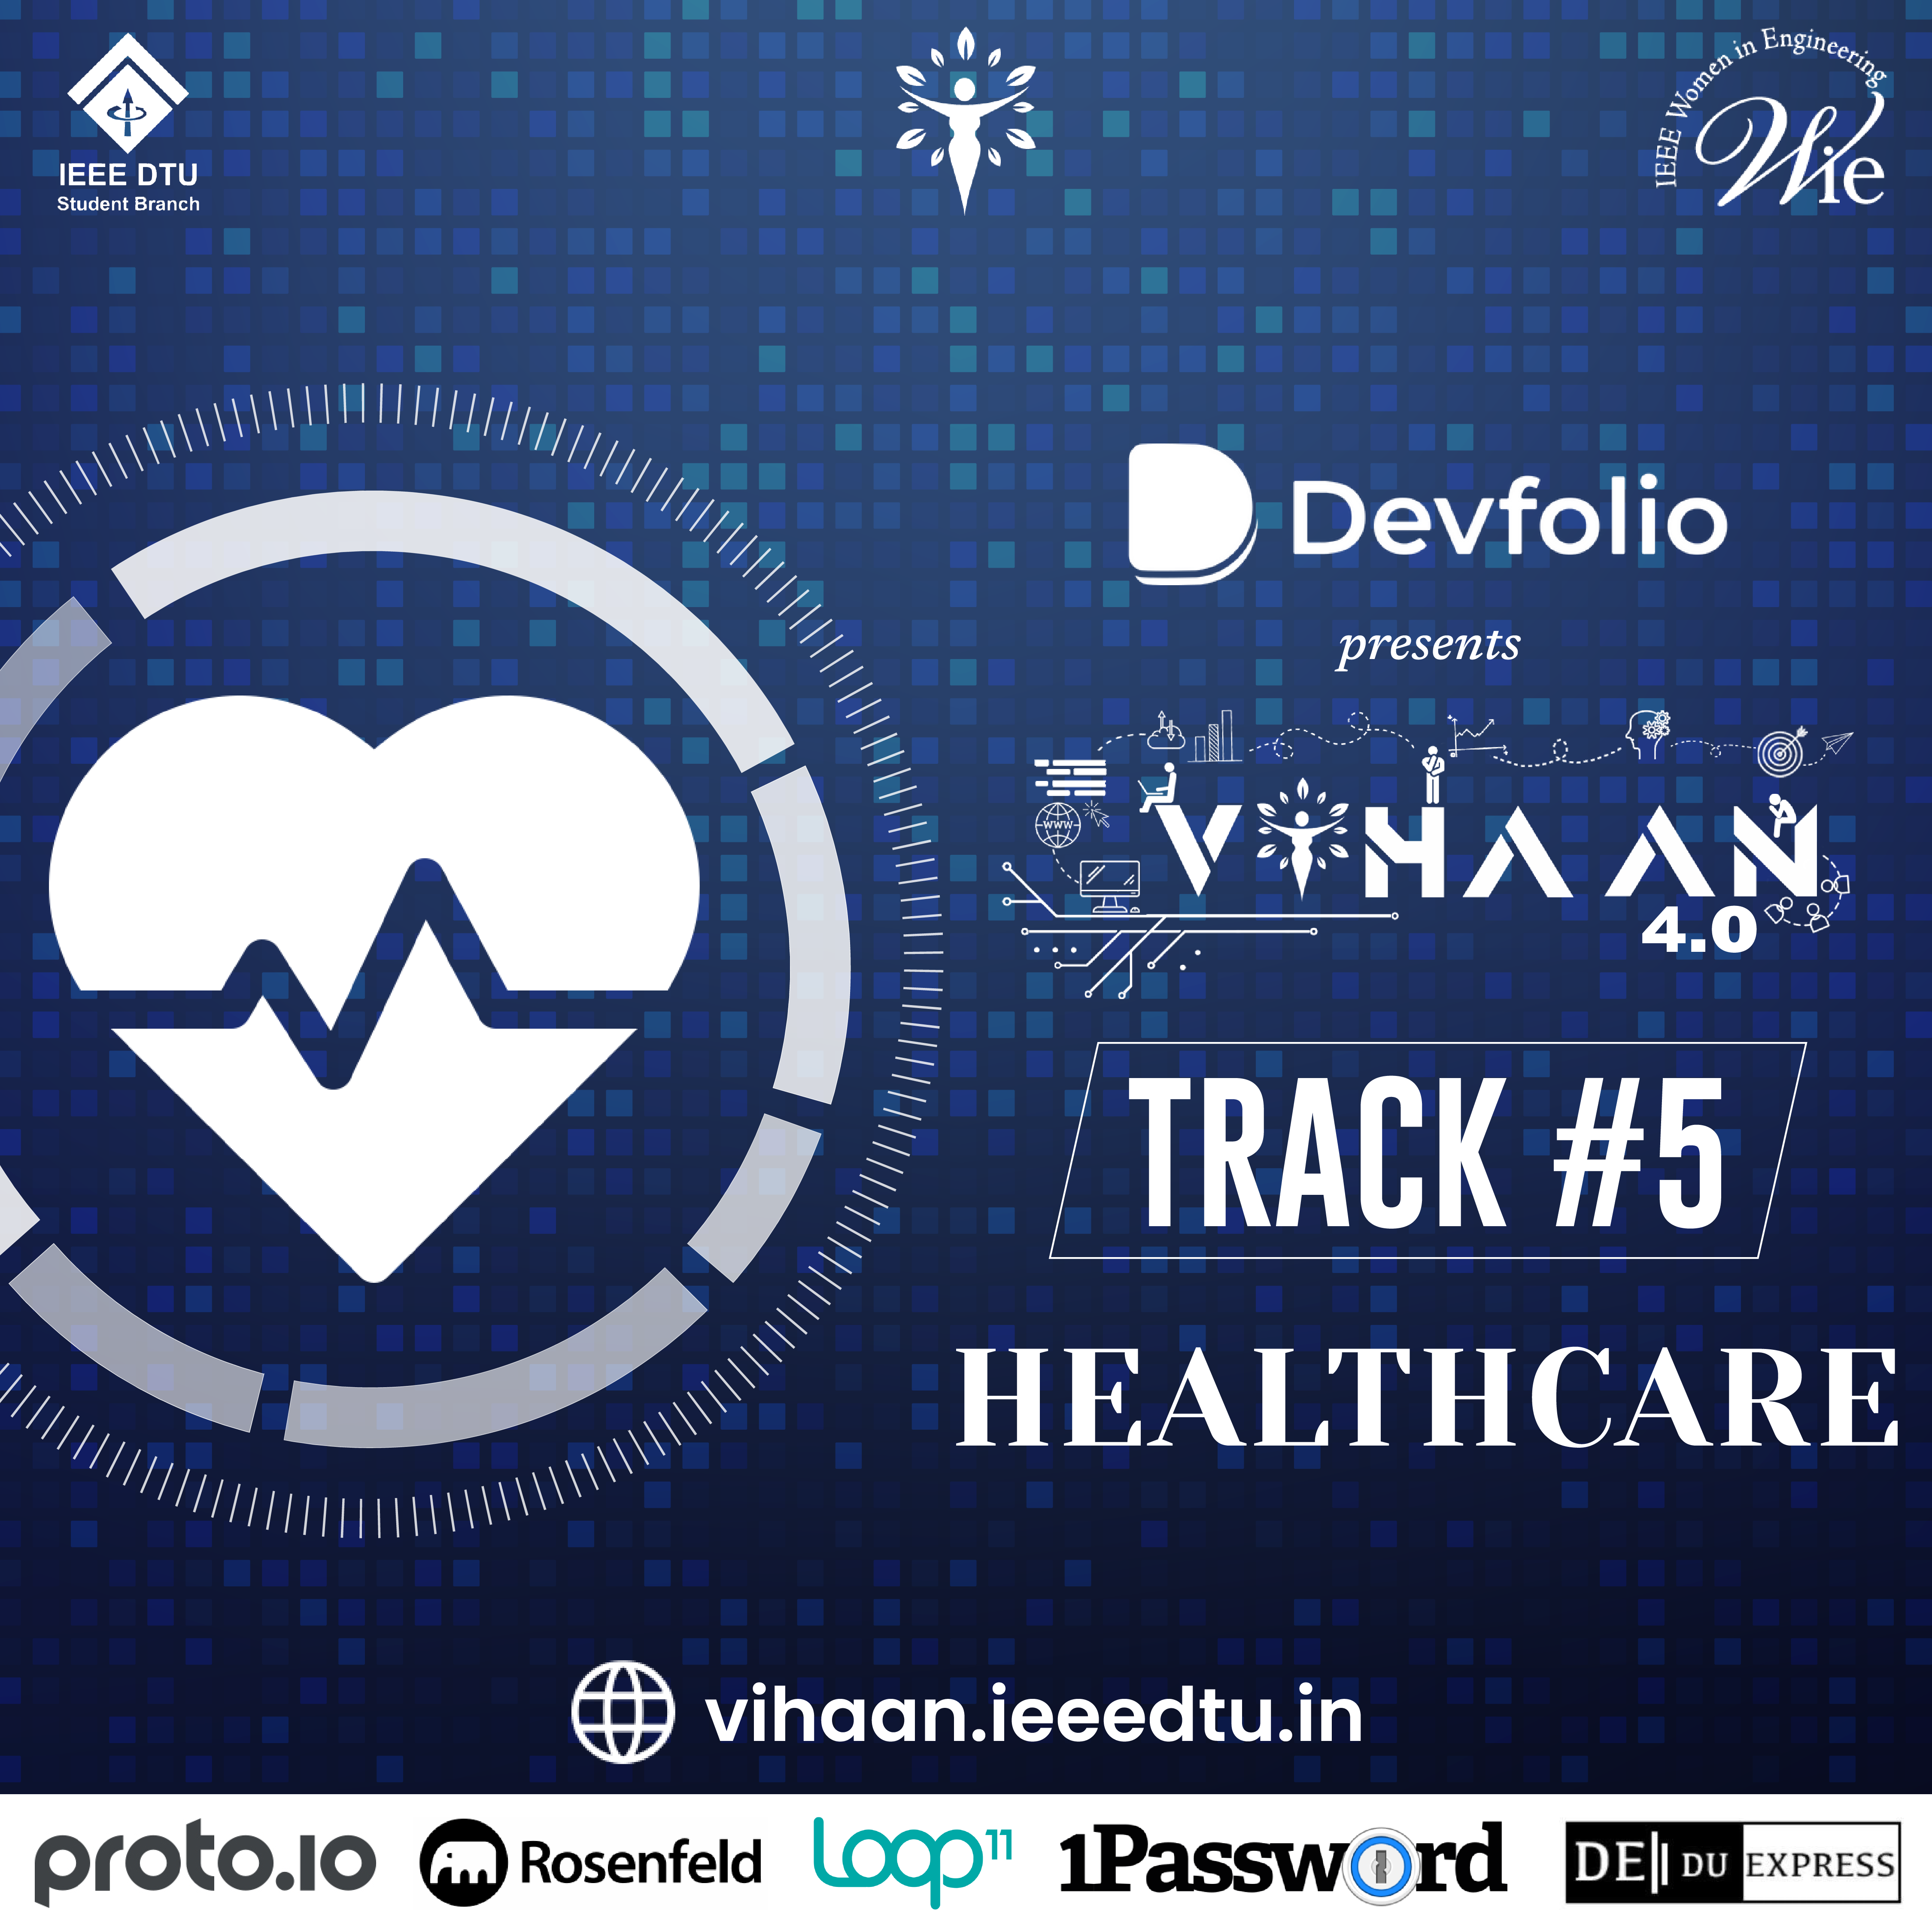 IEEE DTU
Student Branch
IEEE Women in Engineering
Wie
Devfolio
presents
WWW
VIHAAN
4.0
TRACK #5
HEALTHCARE
vihaan.ieeedtu.in
proto.io
Rosenfeld
Loop11
1Password
DE||DU EXPRESS